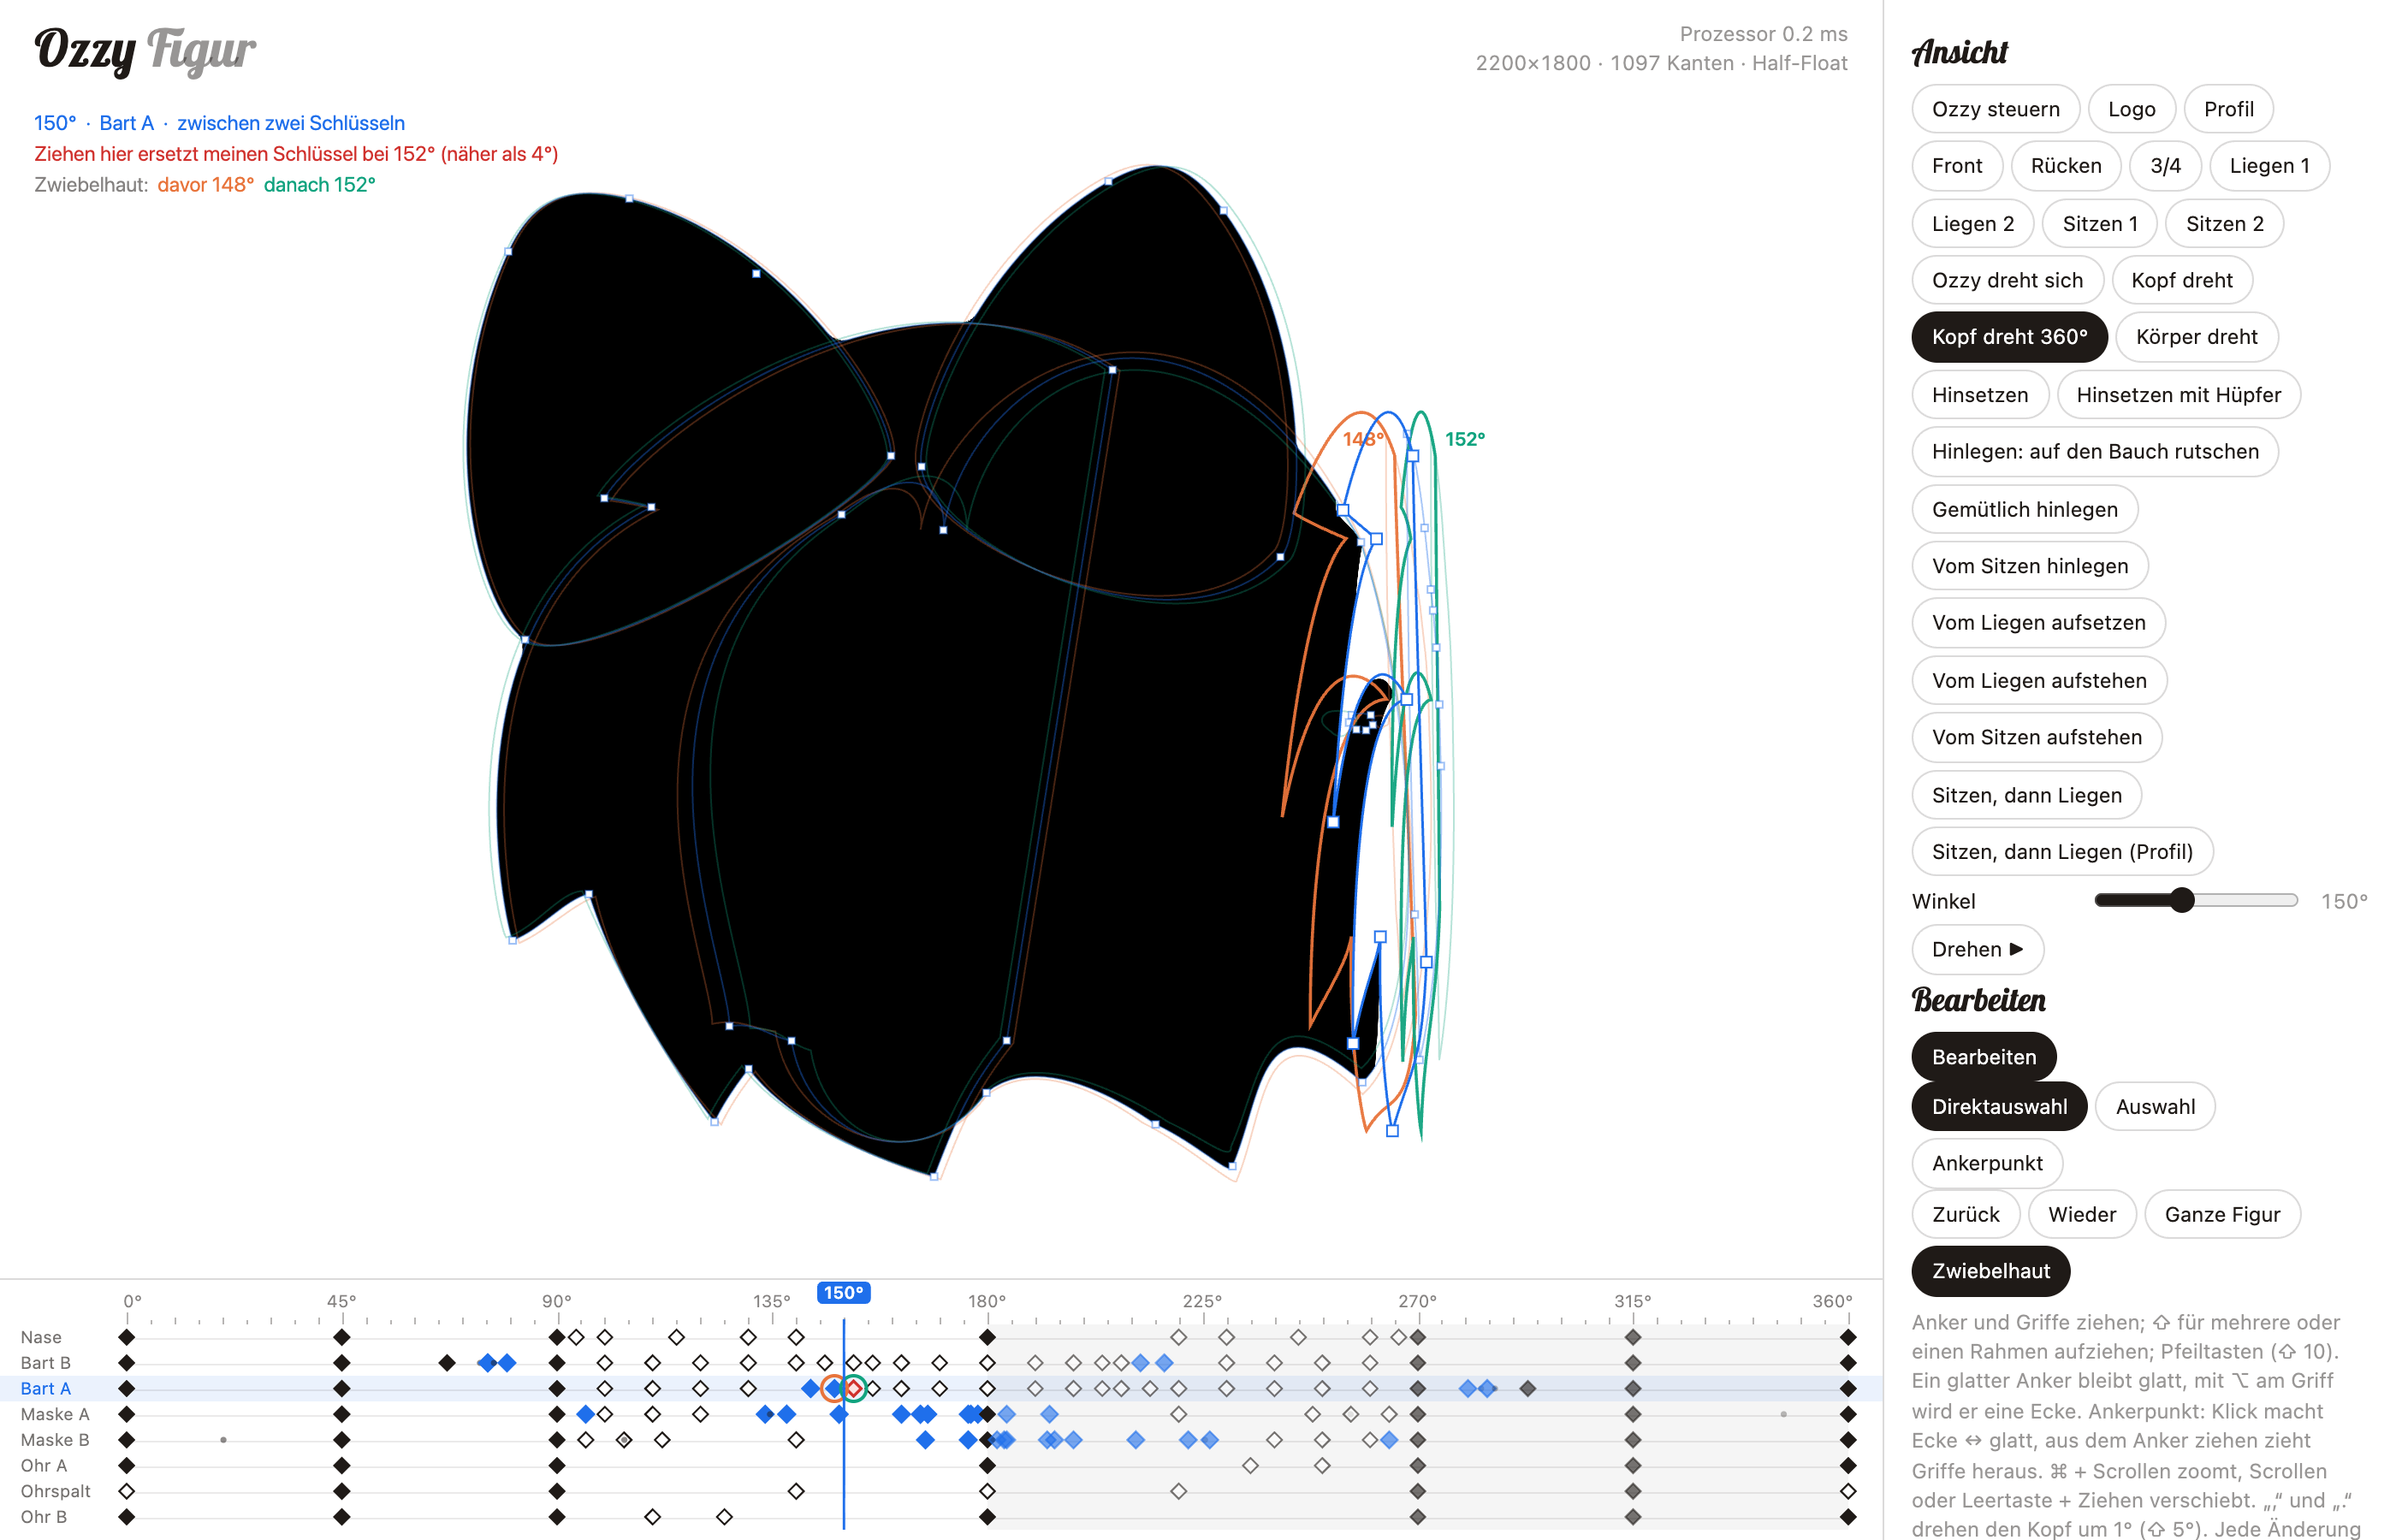 Ozzy Figur
Prozessor 0.2 ms
2200×1800 · 1097 Kanten · Half-Float
150° · Bart A · zwischen zwei Schlüsseln
Ziehen hier ersetzt meinen Schlüssel bei 152° (näher als 4°)
Zwiebelhaut: davor 148° danach 152°
148°
152°
150°
0° 45° 90° 135° 180° 225° 270° 315° 360°
Nase
Bart B
Bart A
Maske A
Maske B
Ohr A
Ohrspalt
Ohr B
Ansicht
Ozzy steuern Logo Profil
Front Rücken 3/4 Liegen 1
Liegen 2 Sitzen 1 Sitzen 2
Ozzy dreht sich Kopf dreht
Kopf dreht 360° Körper dreht
Hinsetzen Hinsetzen mit Hüpfer
Hinlegen: auf den Bauch rutschen
Gemütlich hinlegen
Vom Sitzen hinlegen
Vom Liegen aufsetzen
Vom Liegen aufstehen
Vom Sitzen aufstehen
Sitzen, dann Liegen
Sitzen, dann Liegen (Profil)
Winkel 150°
Drehen ▶
Bearbeiten
Bearbeiten
Direktauswahl Auswahl
Ankerpunkt
Zurück Wieder Ganze Figur
Zwiebelhaut
Anker und Griffe ziehen; ⇧ für mehrere oder
einen Rahmen aufziehen; Pfeiltasten (⇧ 10).
Ein glatter Anker bleibt glatt, mit ⌥ am Griff
wird er eine Ecke. Ankerpunkt: Klick macht
Ecke ↔ glatt, aus dem Anker ziehen zieht
Griffe heraus. ⌘ + Scrollen zoomt, Scrollen
oder Leertaste + Ziehen verschiebt. „,“ und „.“
drehen den Kopf um 1° (⇧ 5°). Jede Änderung